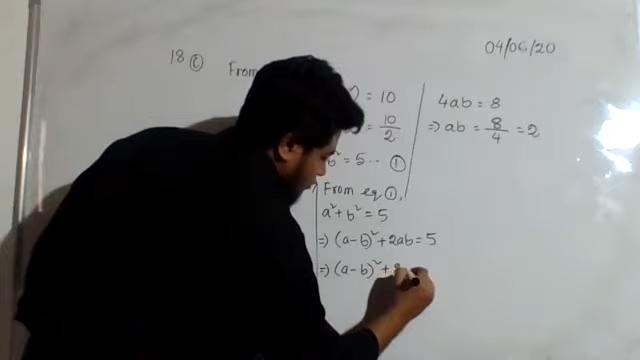 04/06/20
18 (i) From
) = 10
= 10/2
b² = 5 ... (1)
From eq (1),
a² + b² = 5
⇒ (a-b)² + 2ab = 5
⇒ (a-b)² +
4ab = 8
⇒ ab = 8/4 = 2